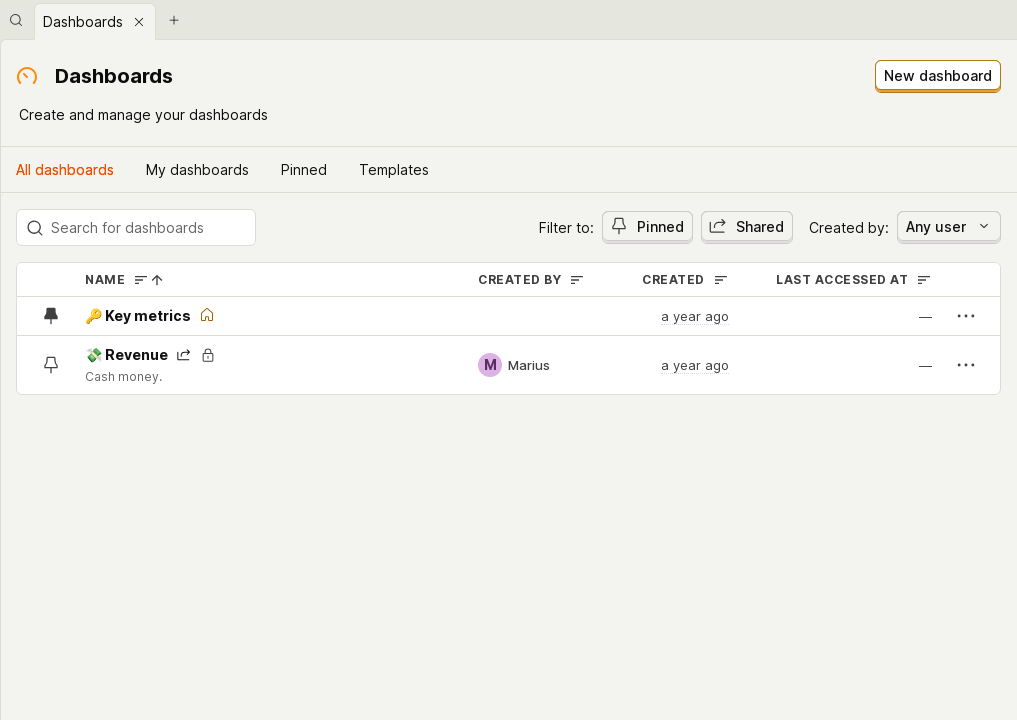 Dashboards
Dashboards
New dashboard
Create and manage your dashboards
All dashboards My dashboards Pinned Templates
Search for dashboards
Filter to: Pinned Shared Created by: Any user
NAME CREATED BY CREATED LAST ACCESSED AT
🔑 Key metrics a year ago —
💸 Revenue
Cash money.
M Marius a year ago —